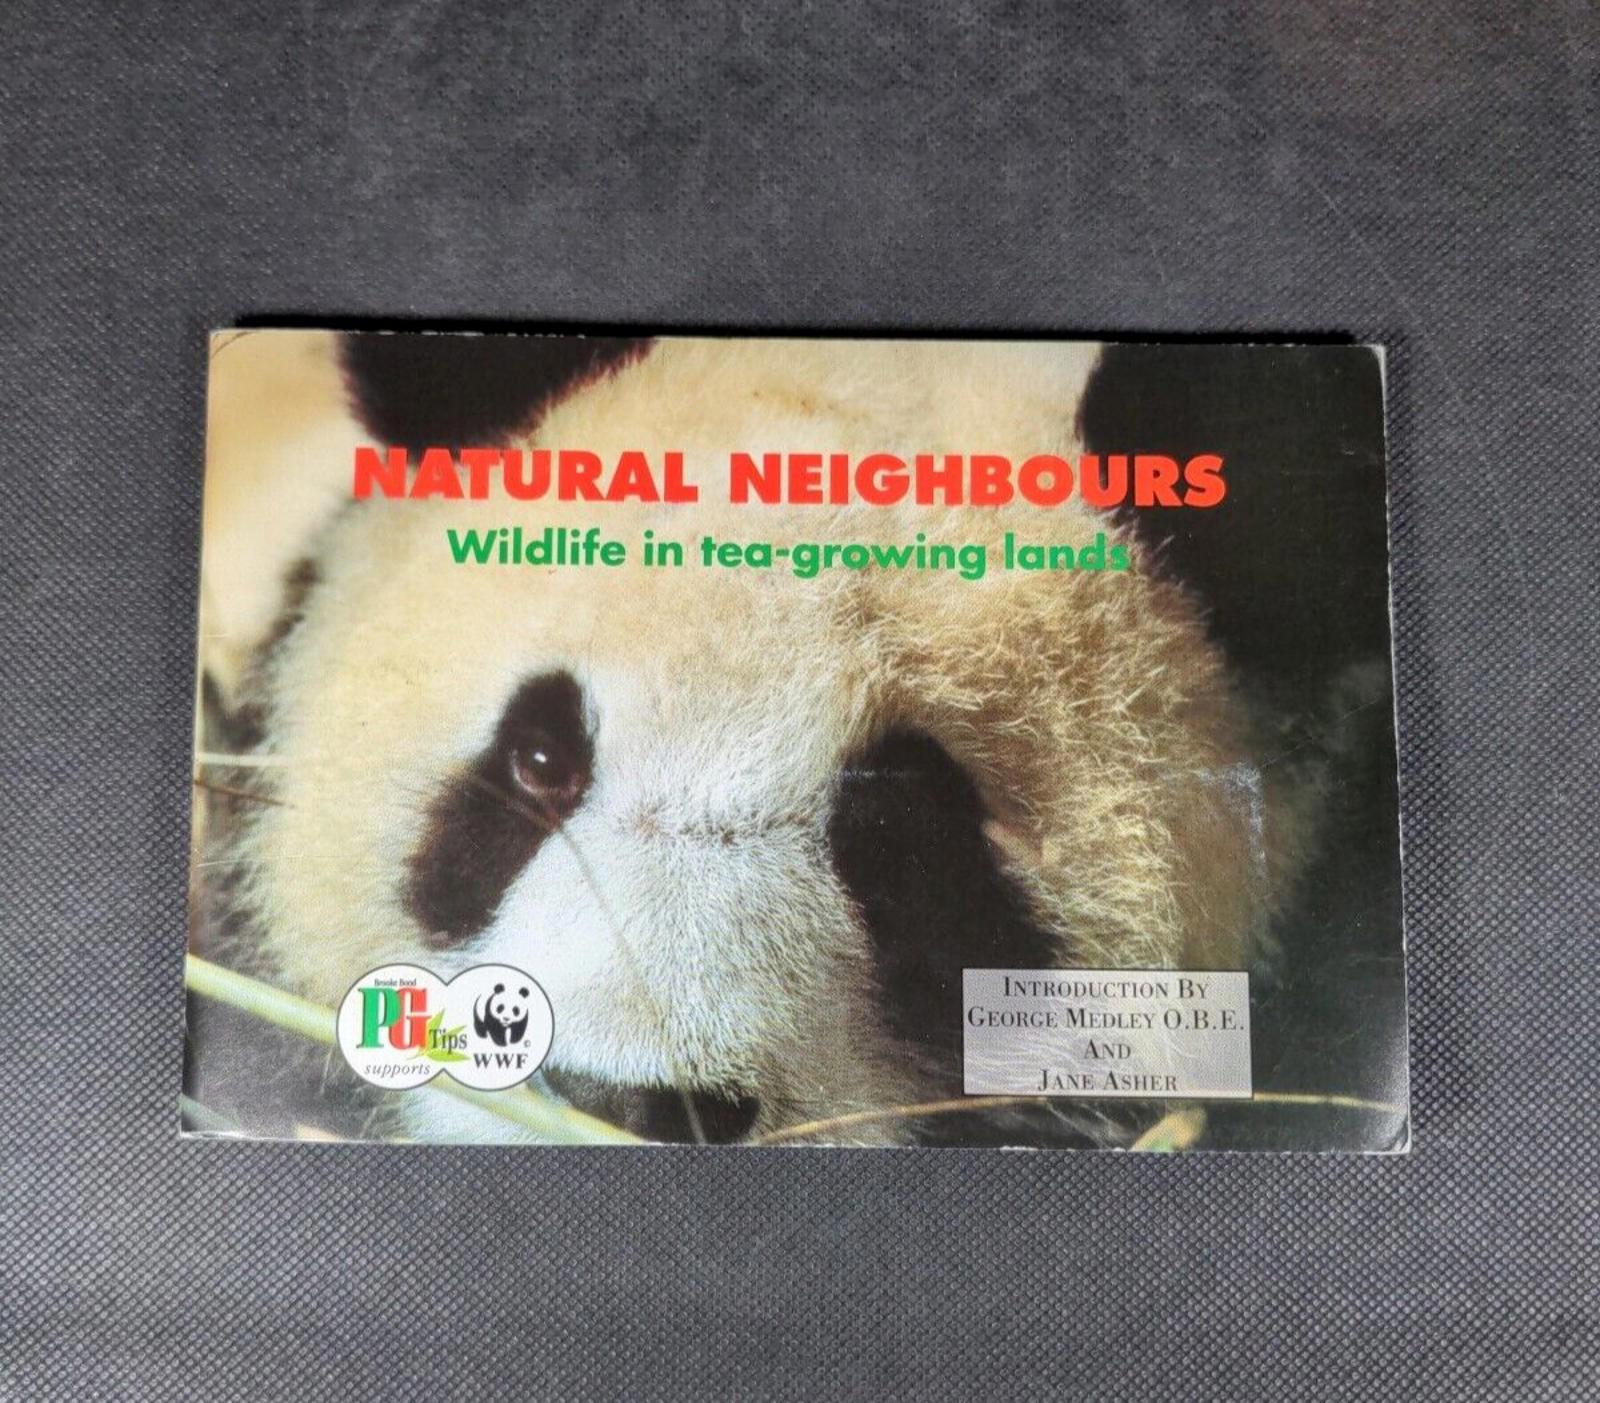 NATURAL NEIGHBOURS
Wildlife in tea-growing lands
Brooke Bond
PG Tips
supports
WWF
©
INTRODUCTION BY
GEORGE MEDLEY O.B.E.
AND
JANE ASHER